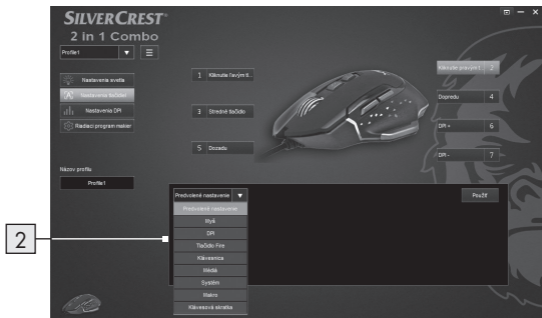 SILVERCREST®
2 in 1 Combo
Profile1
Nastavenia svetla
Nastavenia tlačidiel
Nastavenia DPI
Riadiaci program makier
Názov profilu
Profile1
1 Kliknutie ľavým tl...
3 Stredné tlačidlo
5 Dozadu
Kliknutie pravým t... 2
Dopredu 4
DPI + 6
DPI - 7
Predvolené nastavenie
Použiť
Predvolené nastavenie
Myš
DPI
Tlačidlo Fire
Klávesnica
Médiá
Systém
Makro
Klávesová skratka
2